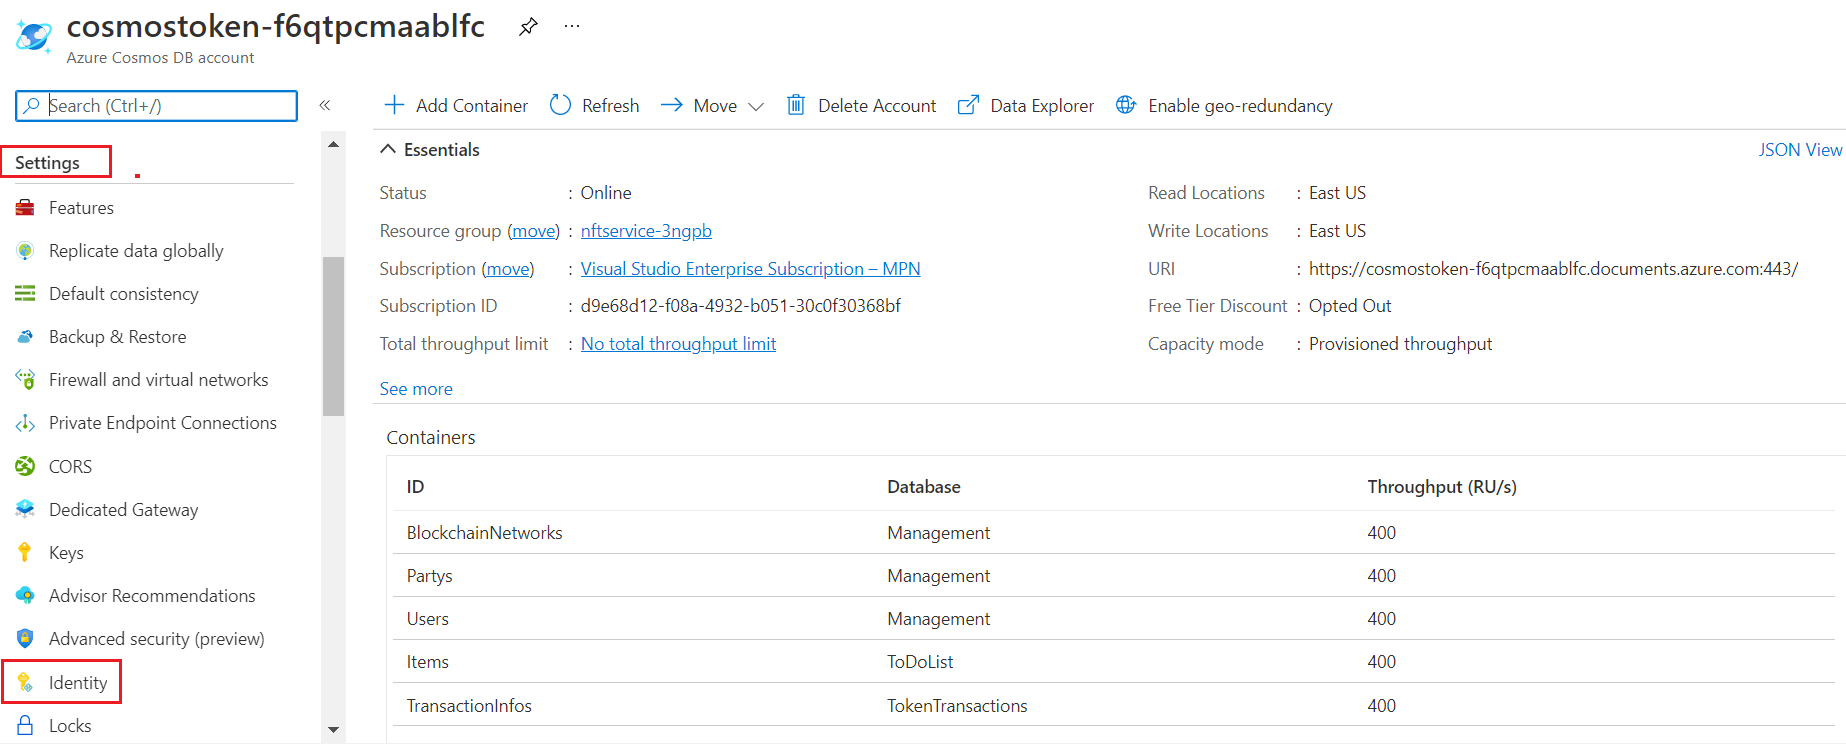 cosmostoken-f6qtpcmaablfc
Azure Cosmos DB account
Search (Ctrl+/)
Add Container
Refresh
Move
Delete Account
Data Explorer
Enable geo-redundancy
Settings
Features
Replicate data globally
Default consistency
Backup & Restore
Firewall and virtual networks
Private Endpoint Connections
CORS
Dedicated Gateway
Keys
Advisor Recommendations
Advanced security (preview)
Identity
Locks
Essentials
JSON View
Status : Online
Resource group (move) : nftservice-3ngpb
Subscription (move) : Visual Studio Enterprise Subscription – MPN
Subscription ID : d9e68d12-f08a-4932-b051-30c0f30368bf
Total throughput limit : No total throughput limit
See more
Read Locations : East US
Write Locations : East US
URI : https://cosmostoken-f6qtpcmaablfc.documents.azure.com:443/
Free Tier Discount : Opted Out
Capacity mode : Provisioned throughput
Containers
ID Database Throughput (RU/s)
BlockchainNetworks Management 400
Partys Management 400
Users Management 400
Items ToDoList 400
TransactionInfos TokenTransactions 400